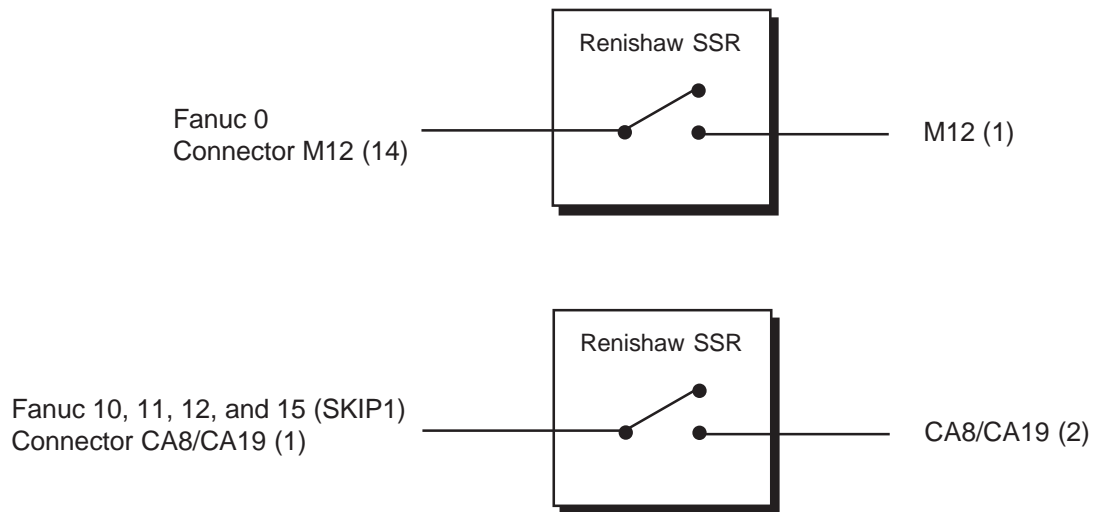 Renishaw SSR
Fanuc 0
Connector M12 (14)
M12 (1)
Renishaw SSR
Fanuc 10, 11, 12, and 15 (SKIP1)
Connector CA8/CA19 (1)
CA8/CA19 (2)